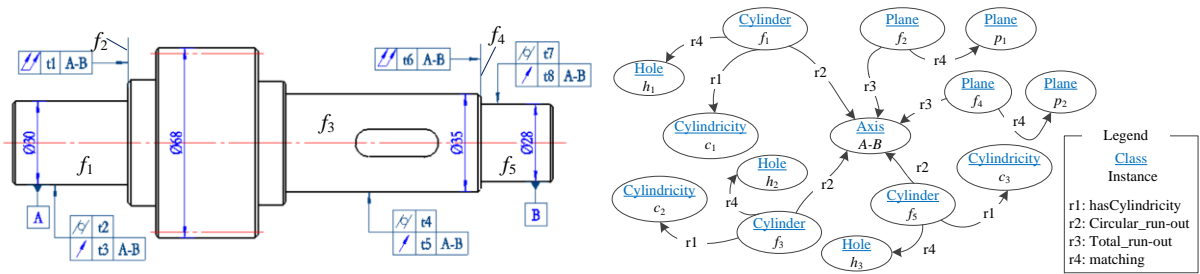 f2
t1 A-B
Ø30
f1
A
t2
t3 A-B
Ø68
f3
t4
t5 A-B
Ø35
t6 A-B
f4
t7
t8 A-B
Ø28
f5
B
Cylinder
f1
r4
Hole
h1
r1
Cylindricity
c1
r2
Plane
f2
r4
Plane
p1
r3
Plane
f4
r3
r4
Plane
p2
Axis
A-B
Hole
h2
r4
r2
Cylindricity
c2
r1
Cylinder
f3
r2
Cylinder
f5
r1
Cylindricity
c3
r4
Hole
h3
Legend
Class
Instance
r1: hasCylindricity
r2: Circular_run-out
r3: Total_run-out
r4: matching